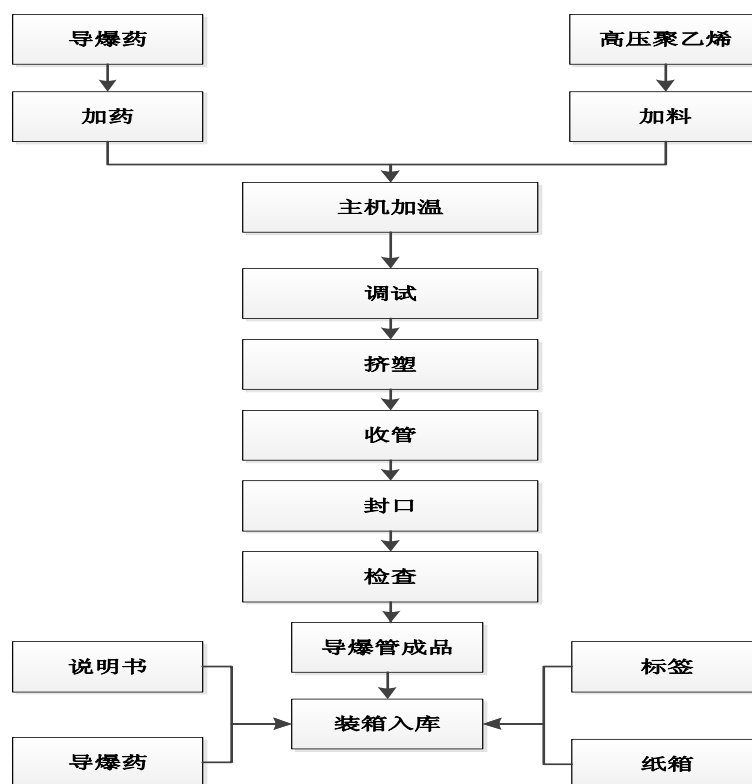 导爆药
高压聚乙烯
加药
加料
主机加温
调试
挤塑
收管
封口
检查
导爆管成品
说明书
标签
装箱入库
导爆药
纸箱